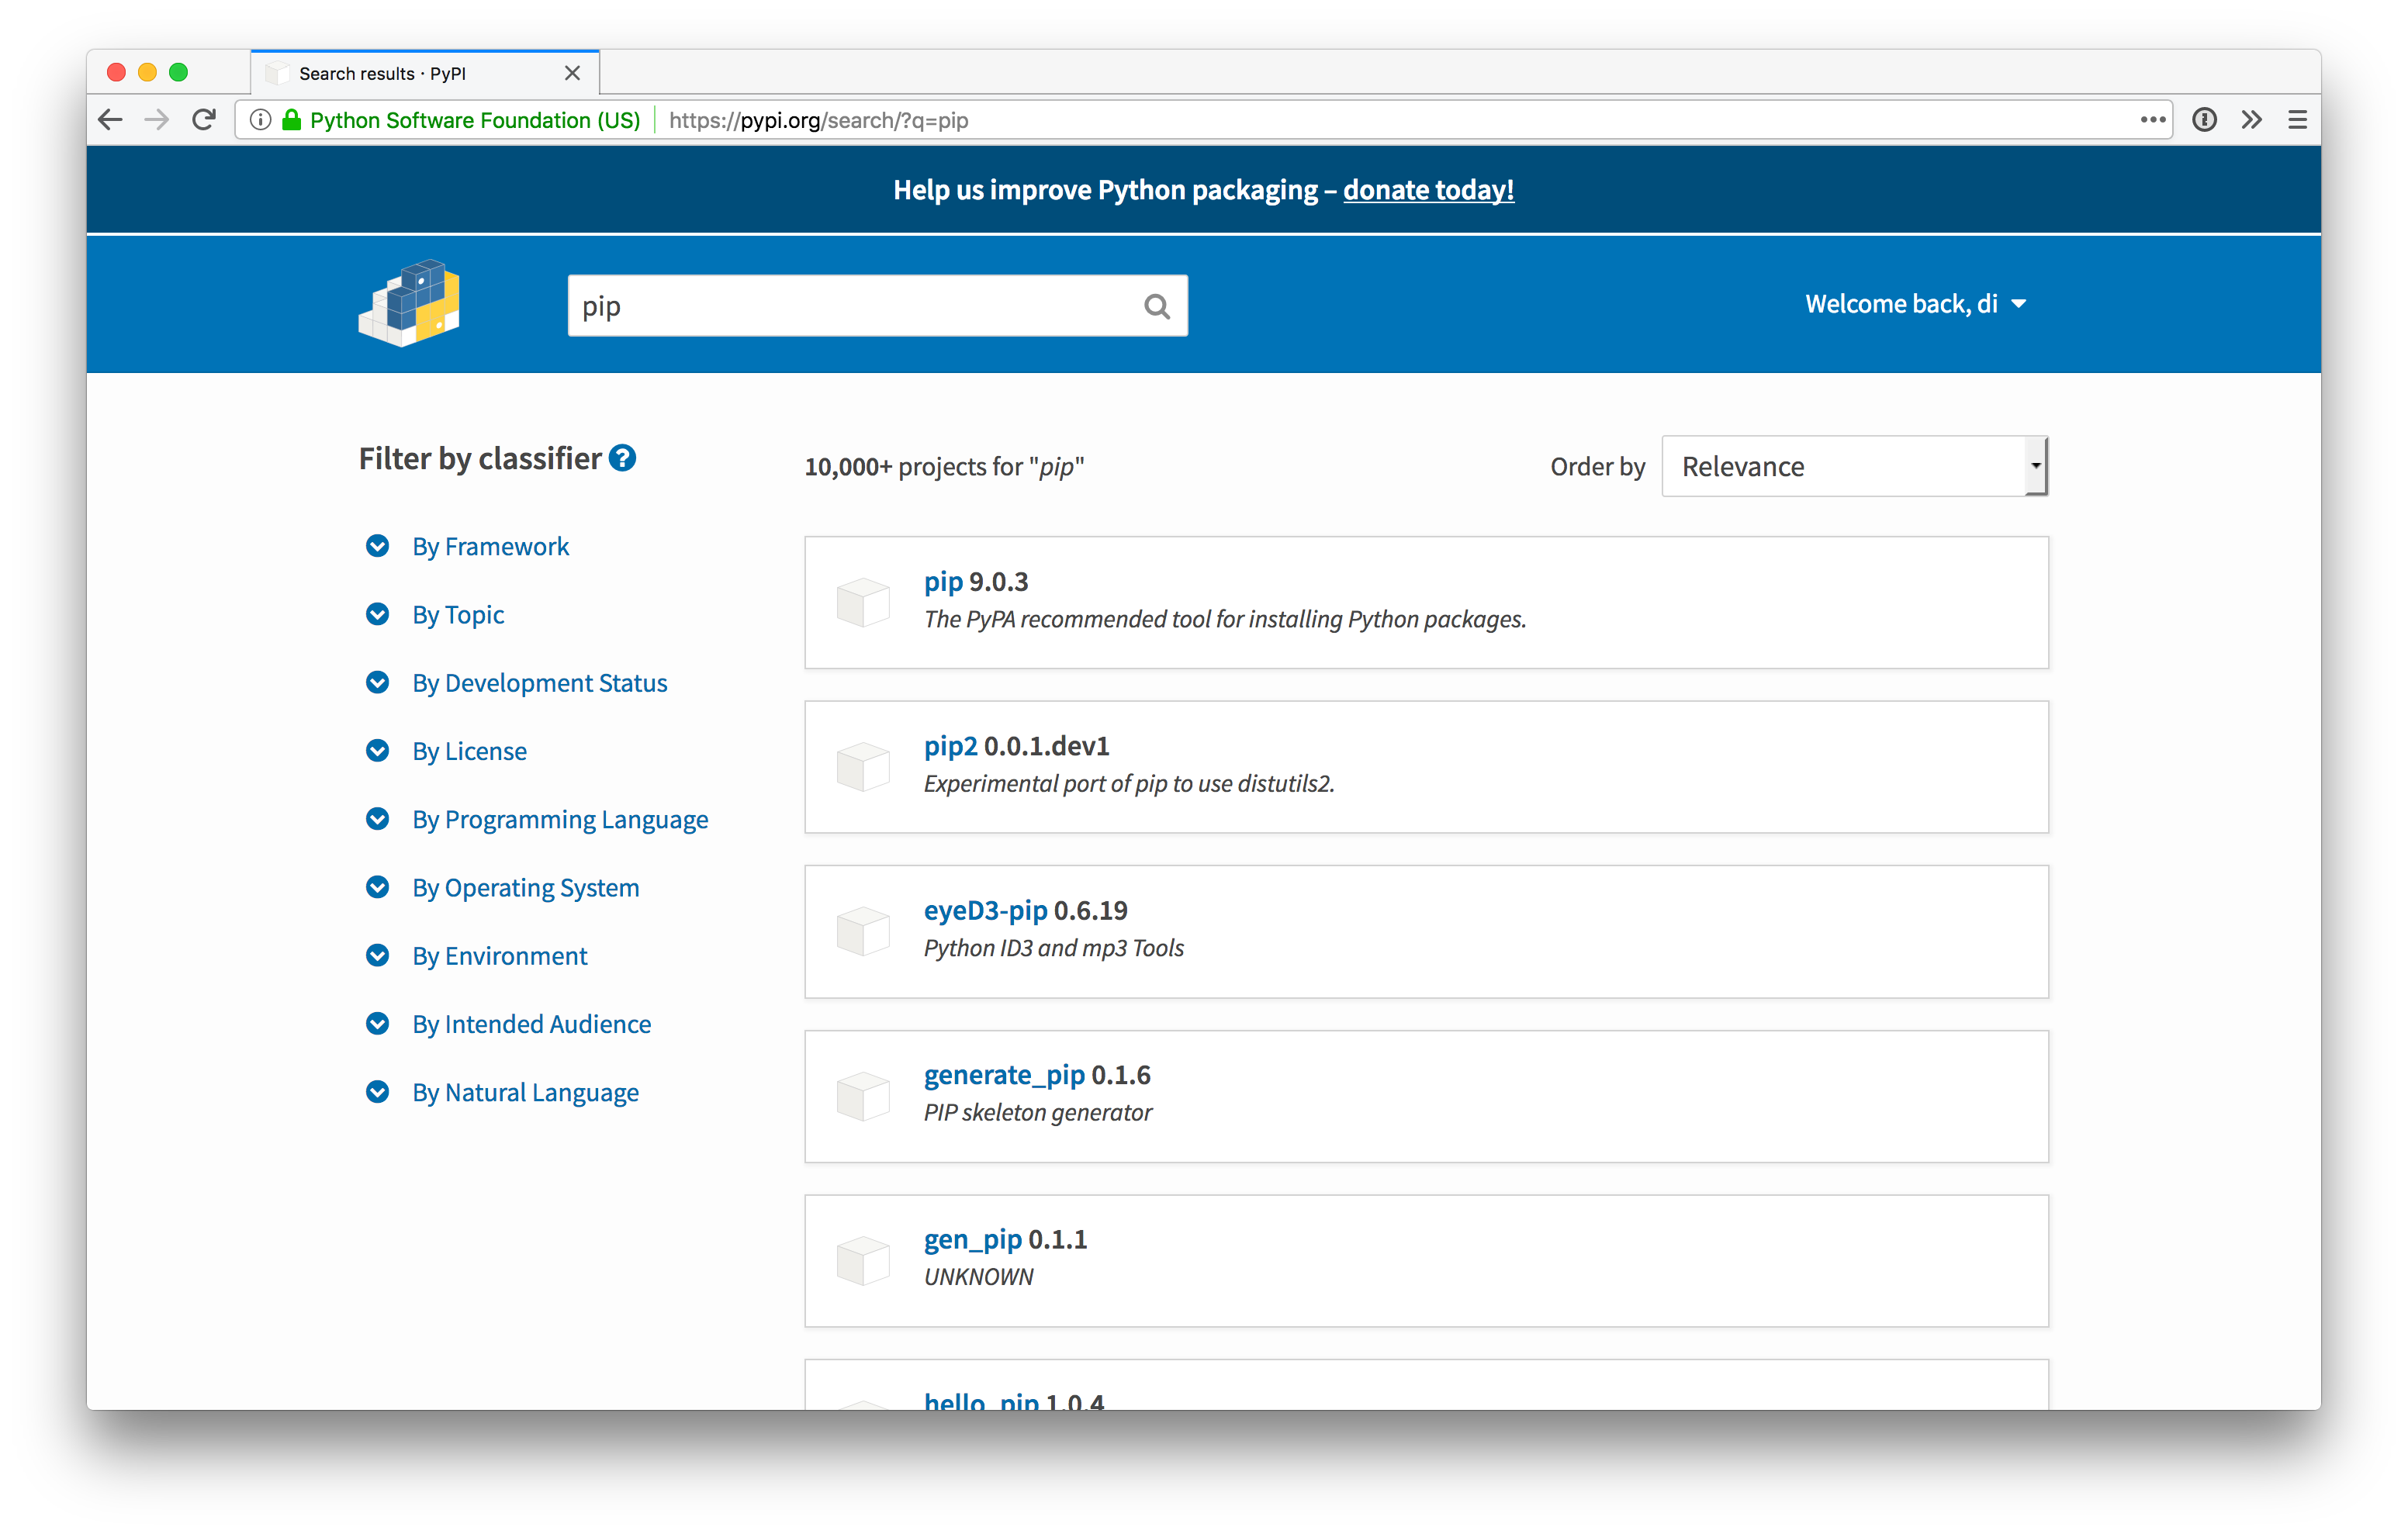 Search results · PyPI
Python Software Foundation (US) https://pypi.org/search/?q=pip
Help us improve Python packaging – donate today!
pip
Welcome back, di
Filter by classifier
By Framework
By Topic
By Development Status
By License
By Programming Language
By Operating System
By Environment
By Intended Audience
By Natural Language
10,000+ projects for "pip"
Order by Relevance
pip 9.0.3
The PyPA recommended tool for installing Python packages.
pip2 0.0.1.dev1
Experimental port of pip to use distutils2.
eyeD3-pip 0.6.19
Python ID3 and mp3 Tools
generate_pip 0.1.6
PIP skeleton generator
gen_pip 0.1.1
UNKNOWN
hello_pip 1.0.4